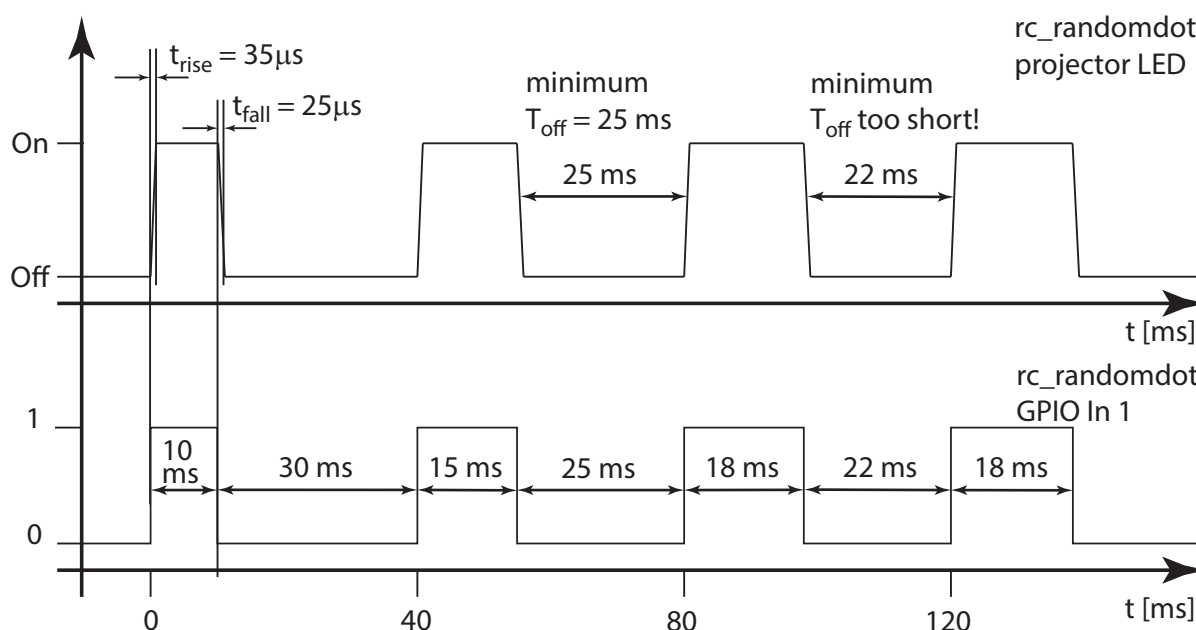 rc_randomdot
projector LED
t_rise = 35μs
t_fall = 25μs
minimum
T_off = 25 ms
minimum
T_off too short!
On
25 ms
22 ms
Off
t [ms]
rc_randomdot
GPIO In 1
1
10
ms
30 ms
15 ms
25 ms
18 ms
22 ms
18 ms
0
t [ms]
0
40
80
120